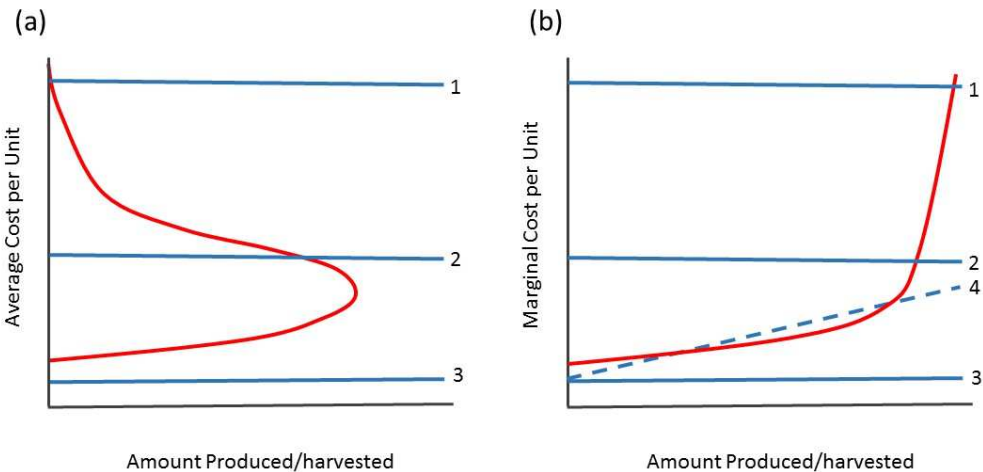 (a)
Average Cost per Unit
1
2
3
Amount Produced/harvested
(b)
Marginal Cost per Unit
1
2
4
3
Amount Produced/harvested